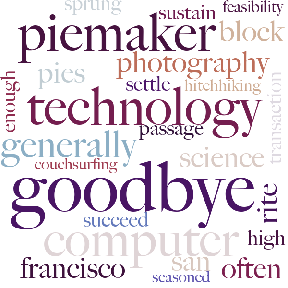 sprung
feasibility
sustain
piemaker
block
photography
pies
settle
hitchhiking
enough
technology
transaction
passage
generally
science
couchsurfing
goodbye
rite
succeed
computer
high
francisco
san
often
seasoned